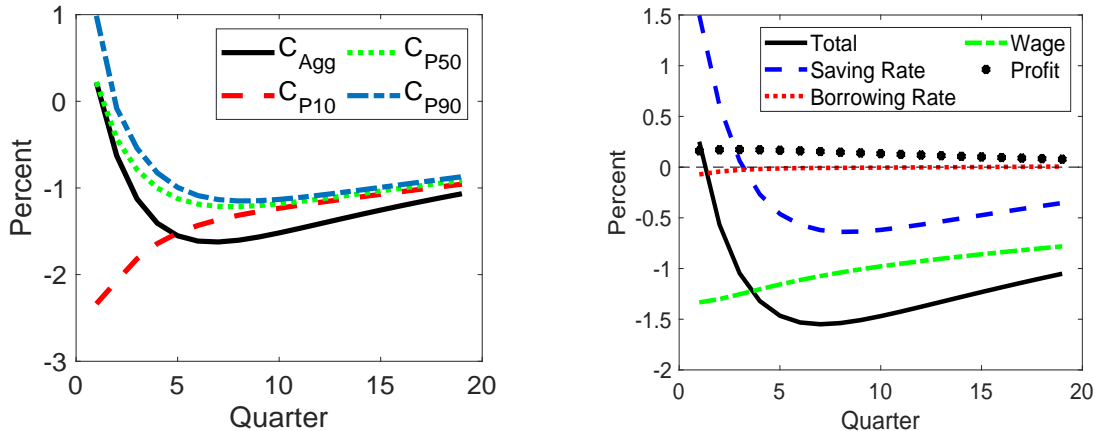 1
0
-1
-2
-3
Percent
C_Agg
C_P50
C_P10
C_P90
0 5 10 15 20
Quarter
1.5
1
0.5
0
-0.5
-1
-1.5
-2
Percent
Total
Saving Rate
Borrowing Rate
Wage
Profit
0 5 10 15 20
Quarter